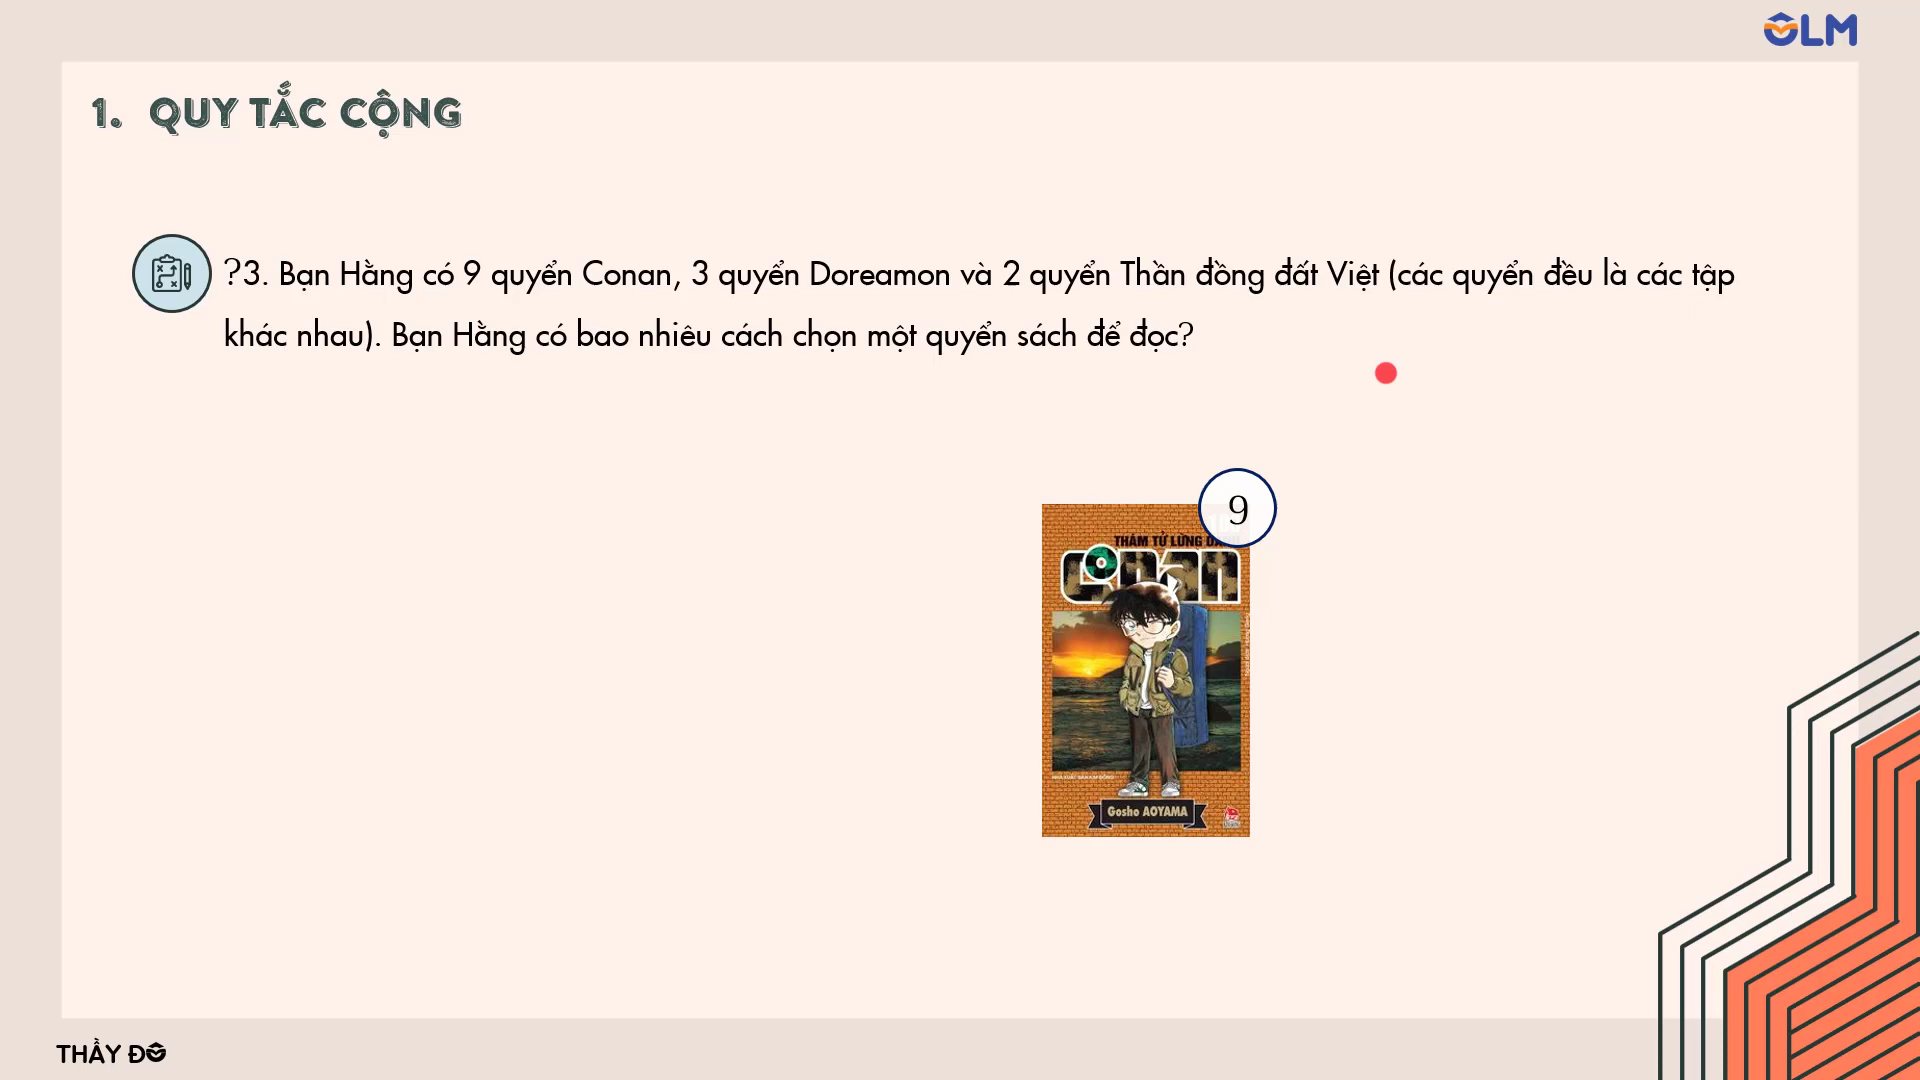 OLM
1. QUY TẮC CỘNG
?3. Bạn Hằng có 9 quyển Conan, 3 quyển Doreamon và 2 quyển Thần đồng đất Việt (các quyển đều là các tập
khác nhau). Bạn Hằng có bao nhiêu cách chọn một quyển sách để đọc?
9
THÁM TỬ LỪNG
Conan
Gosho AOYAMA
THẦY ĐÔ